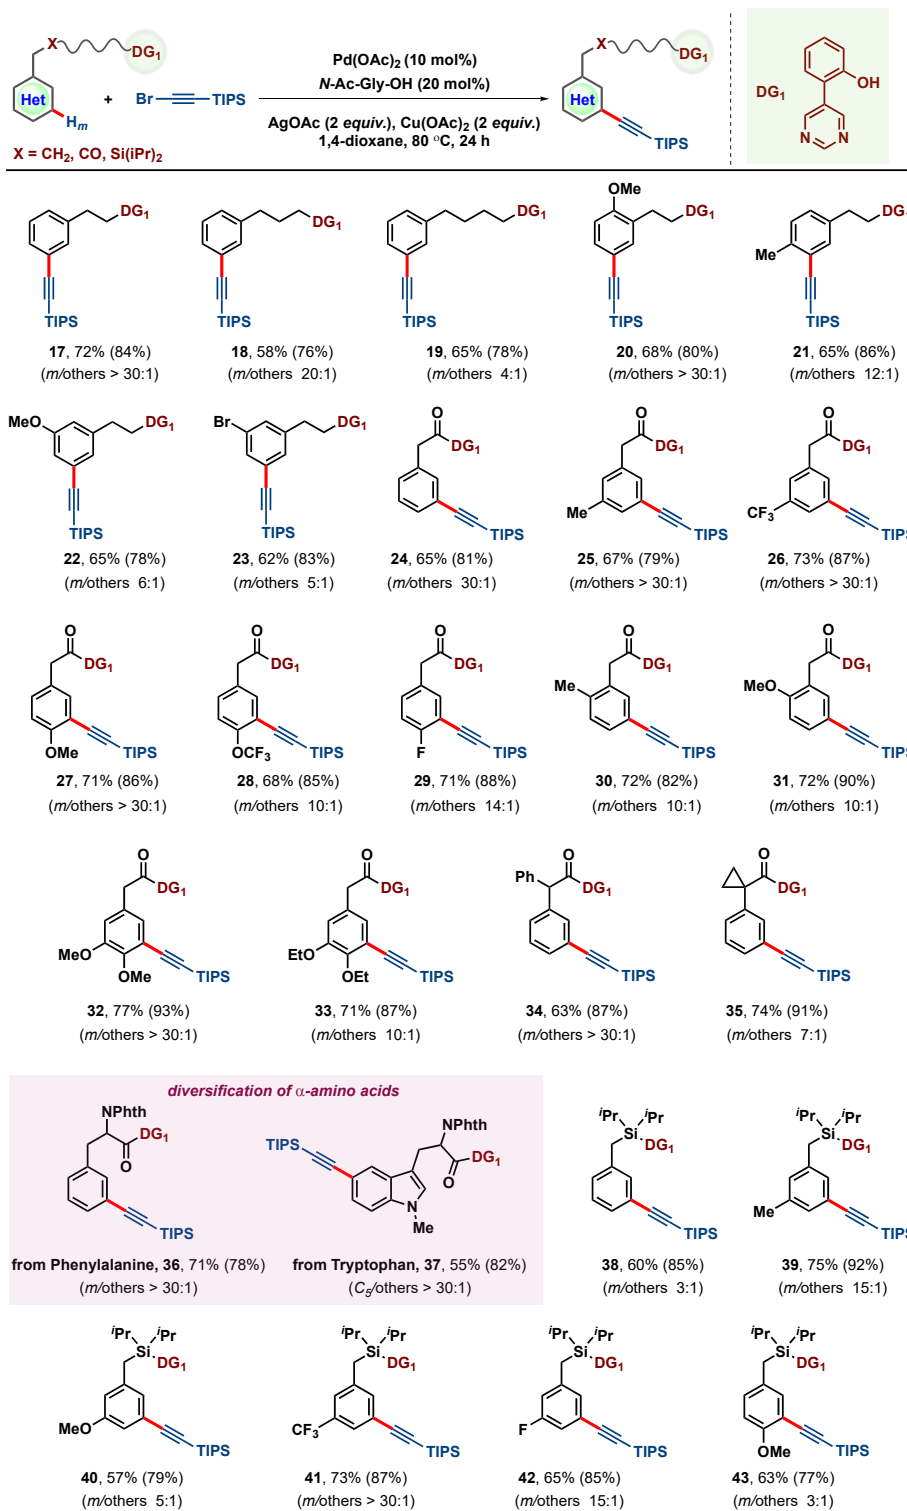 X DG₁
Pd(OAc)₂ (10 mol%)
N-Ac-Gly-OH (20 mol%)
Het + Br TIPS
Hₘ
AgOAc (2 equiv.), Cu(OAc)₂ (2 equiv.)
1,4-dioxane, 80 ºC, 24 h
X = CH₂, CO, Si(iPr)₂
X DG₁
Het
TIPS
DG₁ OH
N N
DG₁ DG₁ DG₁ OMe DG₁ DG₁
Me
TIPS TIPS TIPS TIPS TIPS
17, 72% (84%) 18, 58% (76%) 19, 65% (78%) 20, 68% (80%) 21, 65% (86%)
(m/others > 30:1) (m/others 20:1) (m/others 4:1) (m/others > 30:1) (m/others 12:1)
MeO DG₁ Br DG₁ O DG₁ O DG₁ O DG₁
Me CF₃
TIPS TIPS TIPS TIPS TIPS
22, 65% (78%) 23, 62% (83%) 24, 65% (81%) 25, 67% (79%) 26, 73% (87%)
(m/others 6:1) (m/others 5:1) (m/others 30:1) (m/others > 30:1) (m/others > 30:1)
O DG₁ O DG₁ O DG₁ O DG₁ O DG₁
Me MeO
OMe TIPS OCF₃ TIPS F TIPS TIPS TIPS
27, 71% (86%) 28, 68% (85%) 29, 71% (88%) 30, 72% (82%) 31, 72% (90%)
(m/others > 30:1) (m/others 10:1) (m/others 14:1) (m/others 10:1) (m/others 10:1)
O DG₁ O DG₁ Ph O DG₁ O DG₁
MeO OMe TIPS EtO OEt TIPS TIPS TIPS
32, 77% (93%) 33, 71% (87%) 34, 63% (87%) 35, 74% (91%)
(m/others > 30:1) (m/others 10:1) (m/others > 30:1) (m/others 7:1)
diversification of α-amino acids
NPhth DG₁ O TIPS
TIPS NPhth DG₁ O N Me
ⁱPr ⁱPr Si DG₁ TIPS
ⁱPr ⁱPr Si DG₁ Me TIPS
from Phenylalanine, 36, 71% (78%) from Tryptophan, 37, 55% (82%) 38, 60% (85%) 39, 75% (92%)
(m/others > 30:1) (C₅/others > 30:1) (m/others 3:1) (m/others 15:1)
ⁱPr ⁱPr ⁱPr ⁱPr ⁱPr ⁱPr ⁱPr ⁱPr
Si DG₁ Si DG₁ Si DG₁ Si DG₁
MeO TIPS CF₃ TIPS F TIPS OMe TIPS
40, 57% (79%) 41, 73% (87%) 42, 65% (85%) 43, 63% (77%)
(m/others 5:1) (m/others > 30:1) (m/others 15:1) (m/others 3:1)